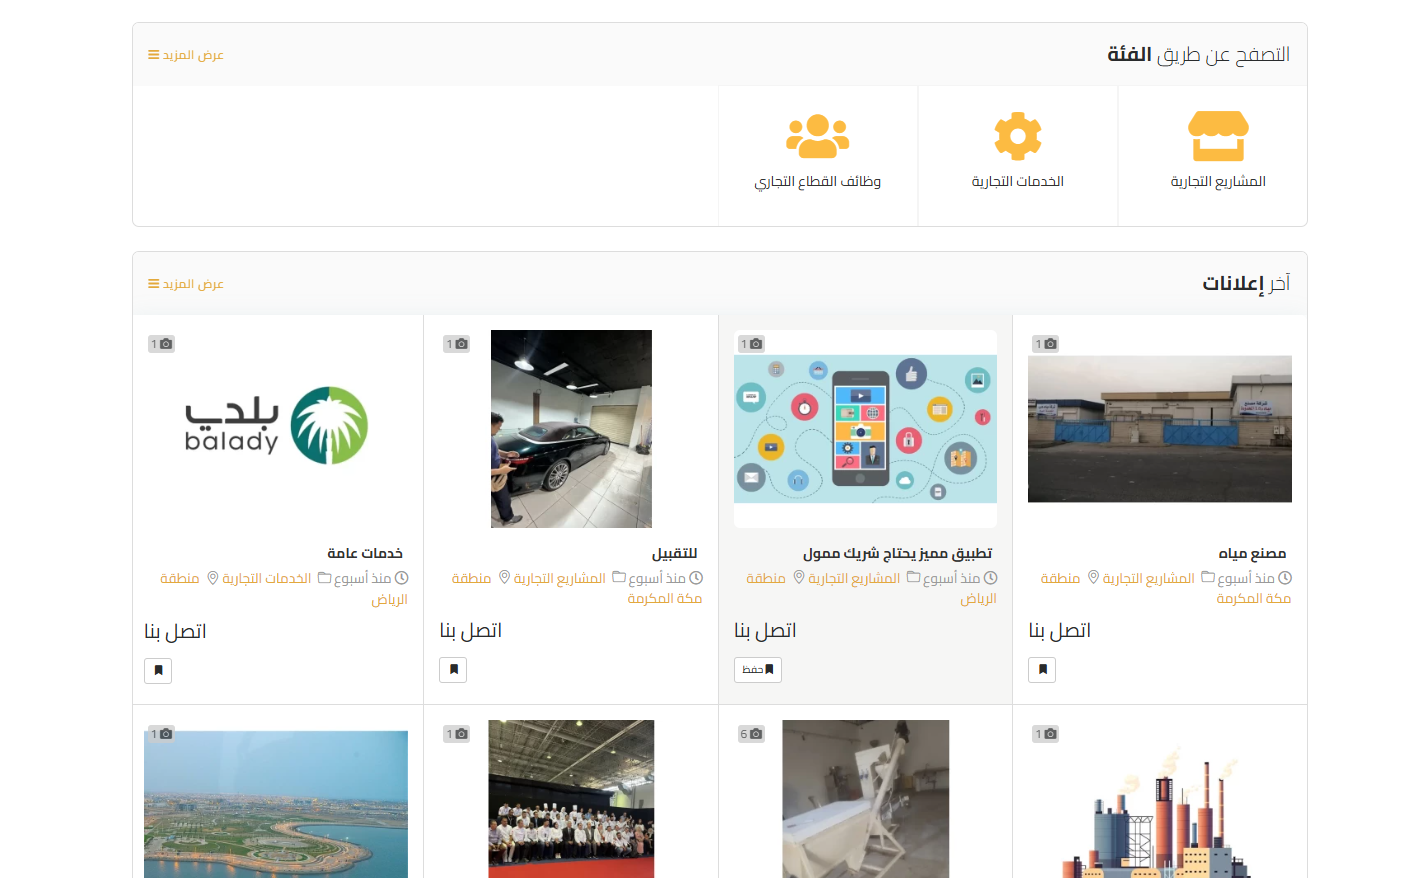 التصفح عن طريق الفئة
عرض المزيد
المشاريع التجارية
الخدمات التجارية
وظائف القطاع التجاري
آخر إعلانات
عرض المزيد
1
مصنع مياه
منذ أسبوع المشاريع التجارية منطقة
مكة المكرمة
اتصل بنا
1
تطبيق مميز يحتاج شريك ممول
منذ أسبوع المشاريع التجارية منطقة
الرياض
اتصل بنا
حفظ
1
للتقبيل
منذ أسبوع المشاريع التجارية منطقة
مكة المكرمة
اتصل بنا
1
بلدي
balady
خدمات عامة
منذ أسبوع الخدمات التجارية منطقة
الرياض
اتصل بنا
1
6
1
1